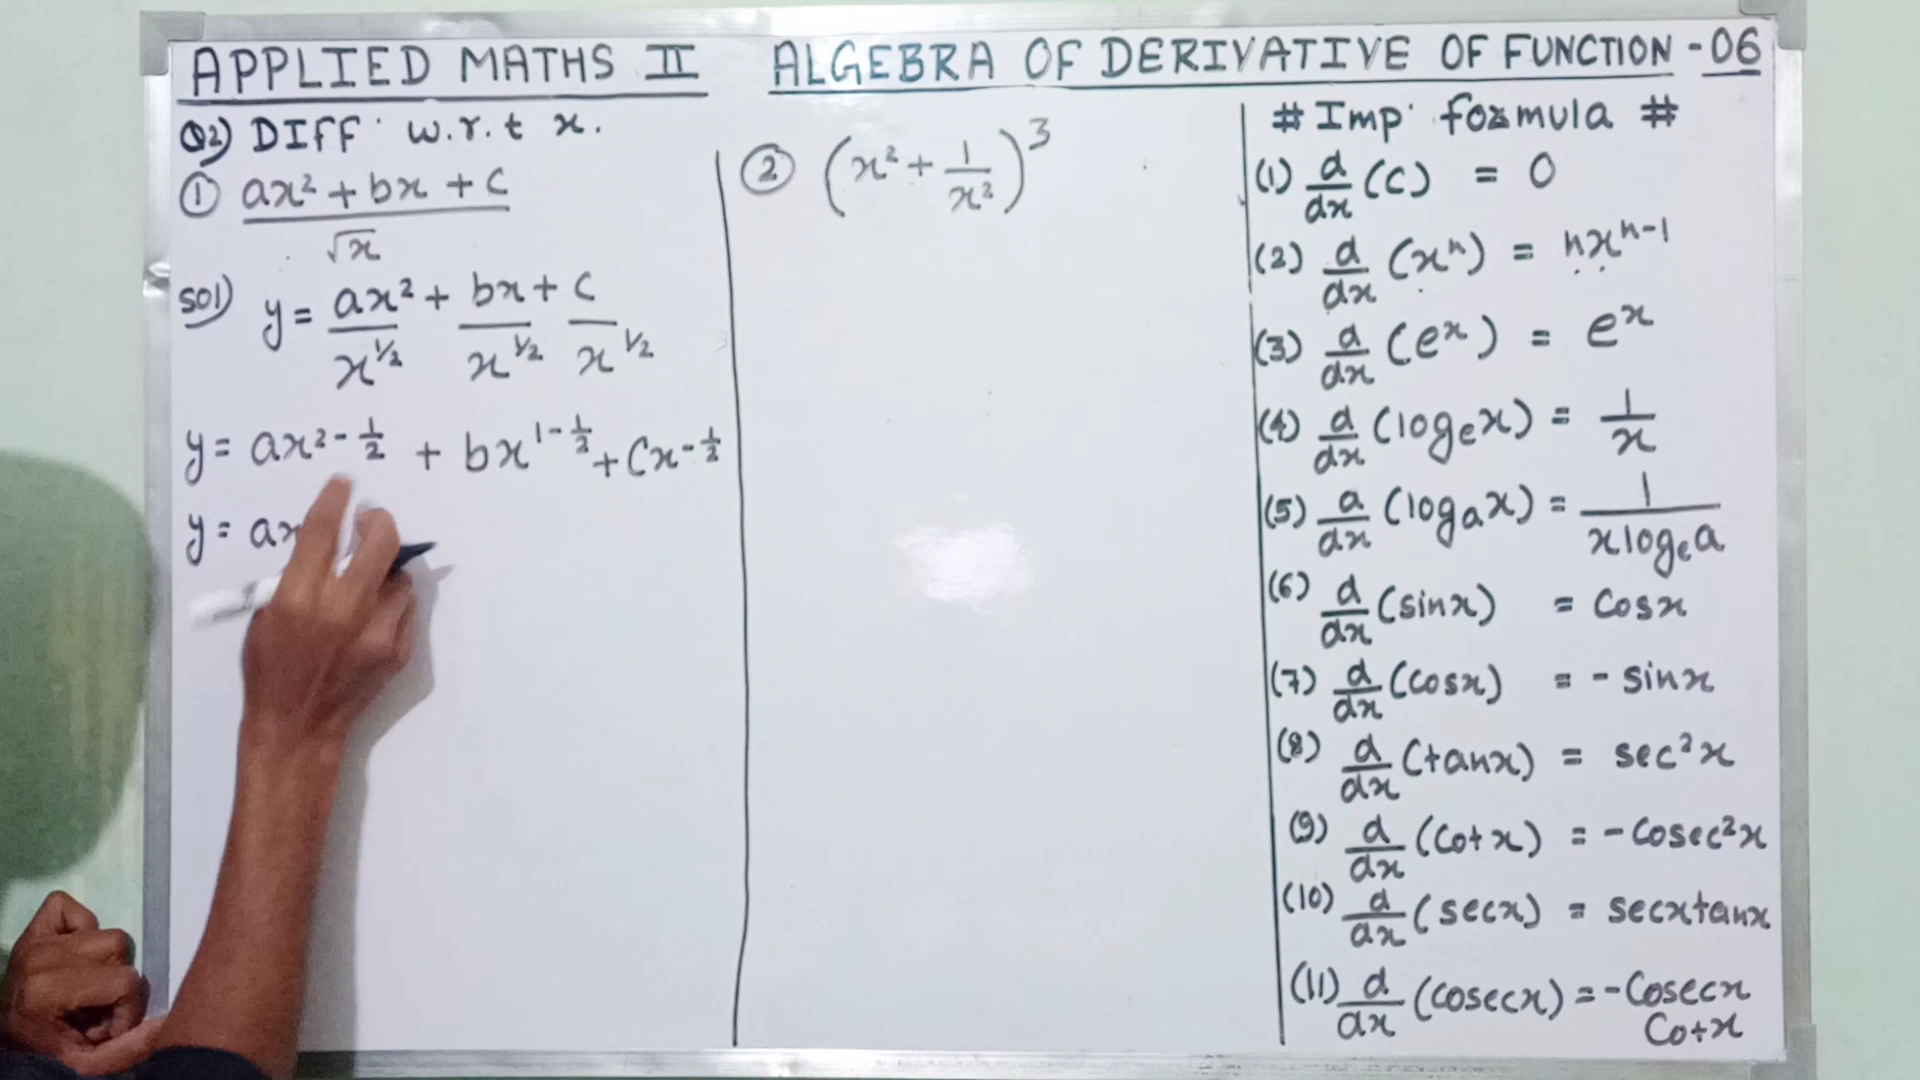 APPLIED MATHS II ALGEBRA OF DERIVATIVE OF FUNCTION - 06
Q2) DIFF. w.r.t x.
① (ax² + bx + c)/√x
Sol) y = ax²/x^1/2 + bx/x^1/2 + c/x^1/2
y = ax^2-1/2 + bx^1-1/2 + Cx^-1/2
y = ax
② (x² + 1/x²)³
# Imp. formula #
(1) d/dx (c) = 0
(2) d/dx (xⁿ) = nx^n-1
(3) d/dx (e^x) = e^x
(4) d/dx (logₑx) = 1/x
(5) d/dx (logₐx) = 1/(xlogₑa)
(6) d/dx (sinx) = Cosx
(7) d/dx (cosx) = - sinx
(8) d/dx (tanx) = sec²x
(9) d/dx (Cotx) = -Cosec²x
(10) d/dx (secx) = secxtanx
(11) d/dx (cosecx) = -Cosecx
Cotx